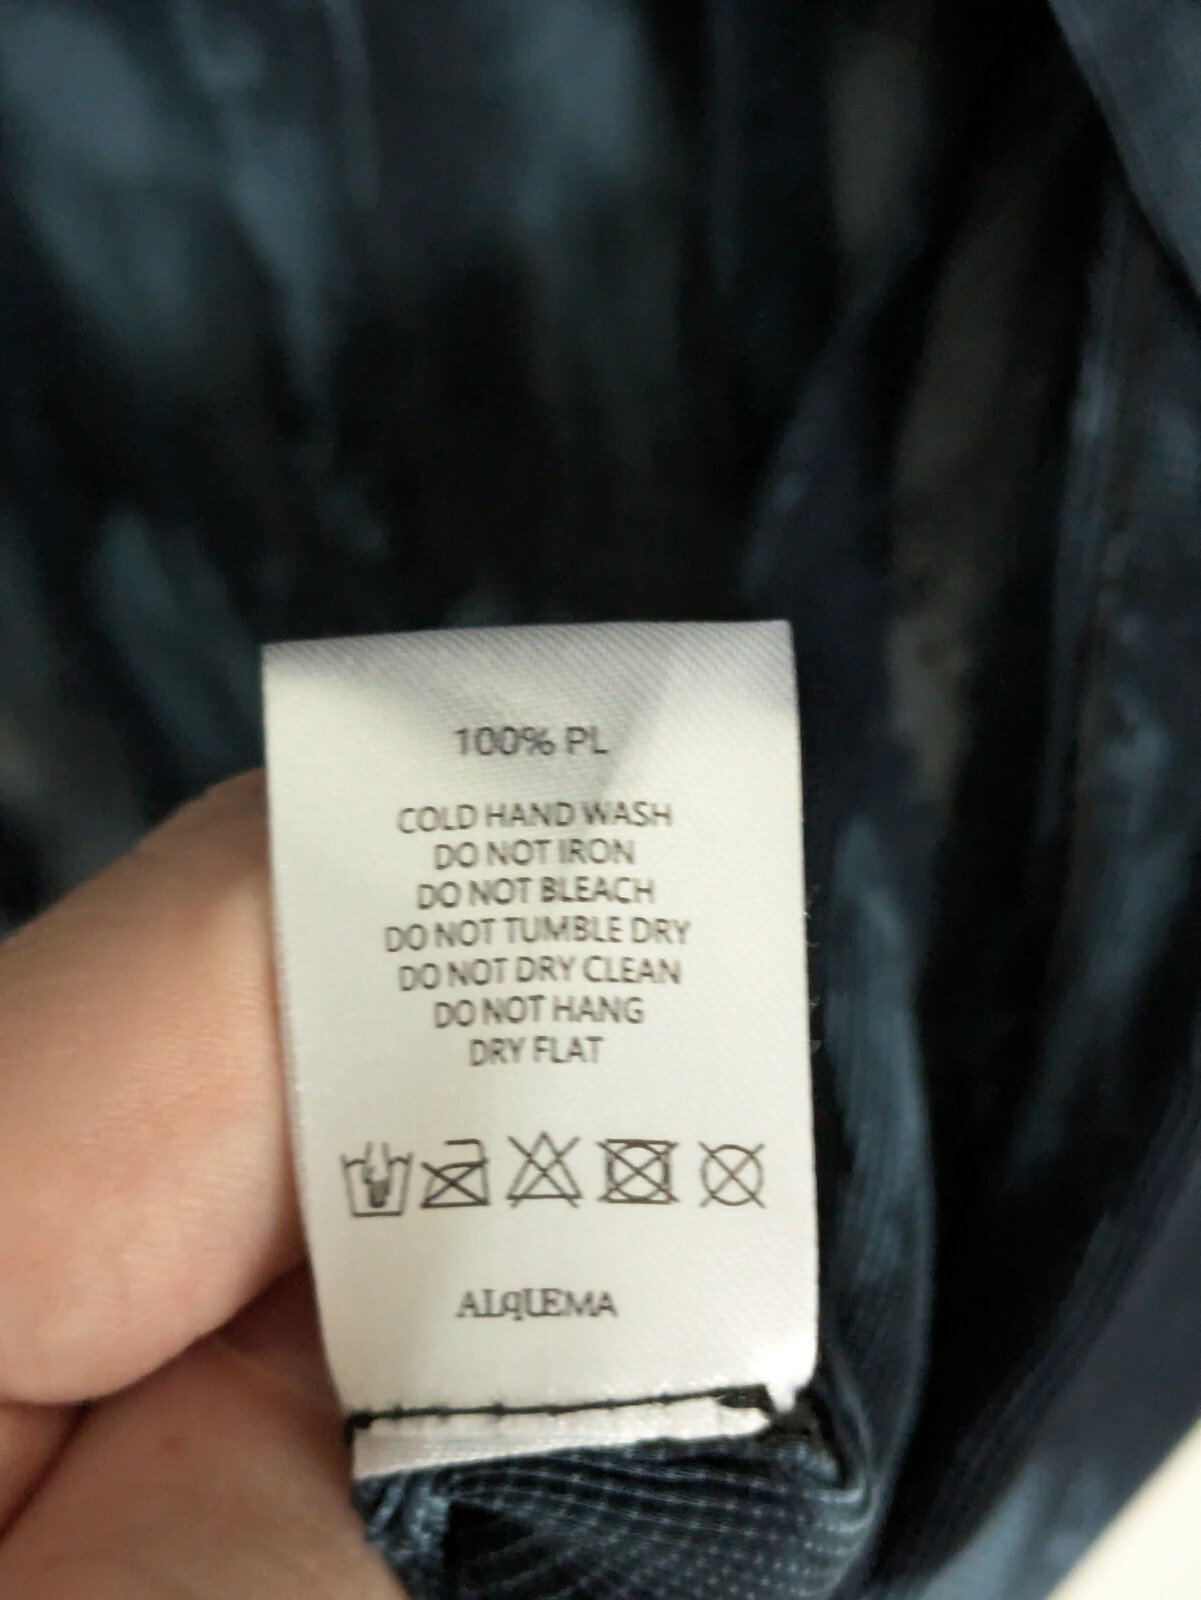 100% PL
COLD HAND WASH
DO NOT IRON
DO NOT BLEACH
DO NOT TUMBLE DRY
DO NOT DRY CLEAN
DO NOT HANG
DRY FLAT
ALqUEMA